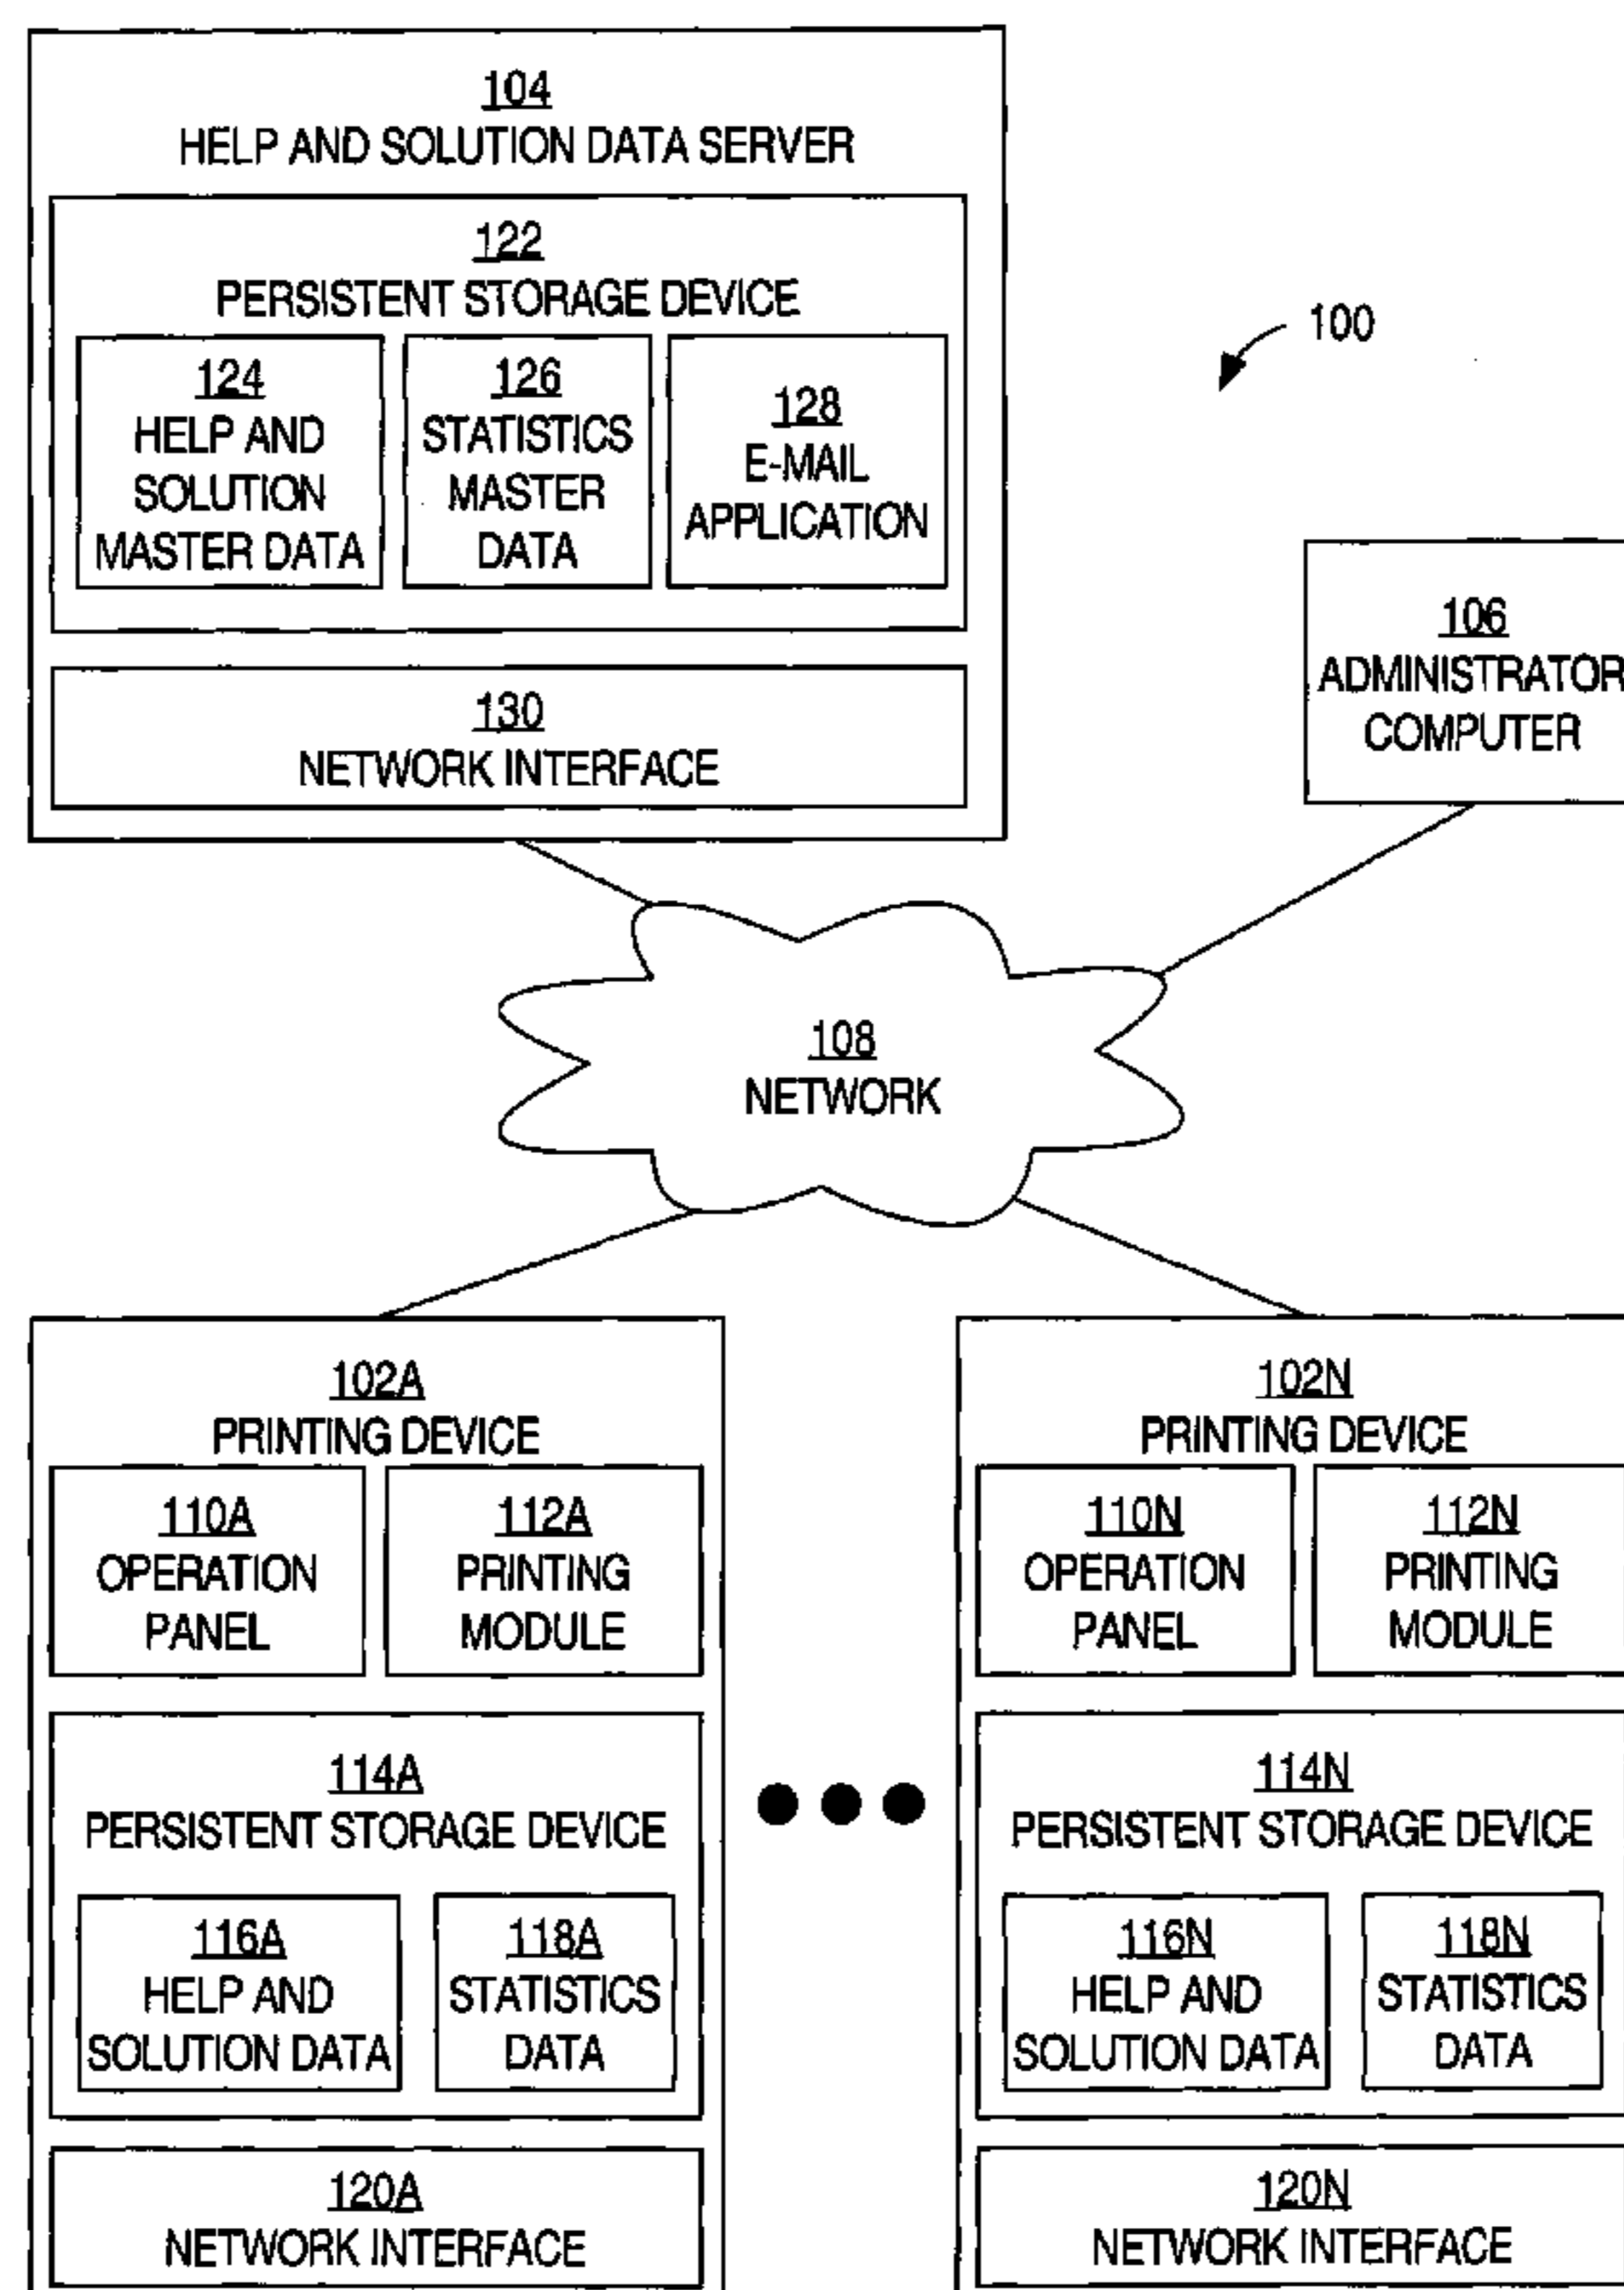 104
HELP AND SOLUTION DATA SERVER
122
PERSISTENT STORAGE DEVICE
124
HELP AND
SOLUTION
MASTER DATA
126
STATISTICS
MASTER
DATA
128
E-MAIL
APPLICATION
130
NETWORK INTERFACE
100
106
ADMINISTRATOR
COMPUTER
108
NETWORK
102A
PRINTING DEVICE
110A
OPERATION
PANEL
112A
PRINTING
MODULE
114A
PERSISTENT STORAGE DEVICE
116A
HELP AND
SOLUTION DATA
118A
STATISTICS
DATA
120A
NETWORK INTERFACE
102N
PRINTING DEVICE
110N
OPERATION
PANEL
112N
PRINTING
MODULE
114N
PERSISTENT STORAGE DEVICE
116N
HELP AND
SOLUTION DATA
118N
STATISTICS
DATA
120N
NETWORK INTERFACE